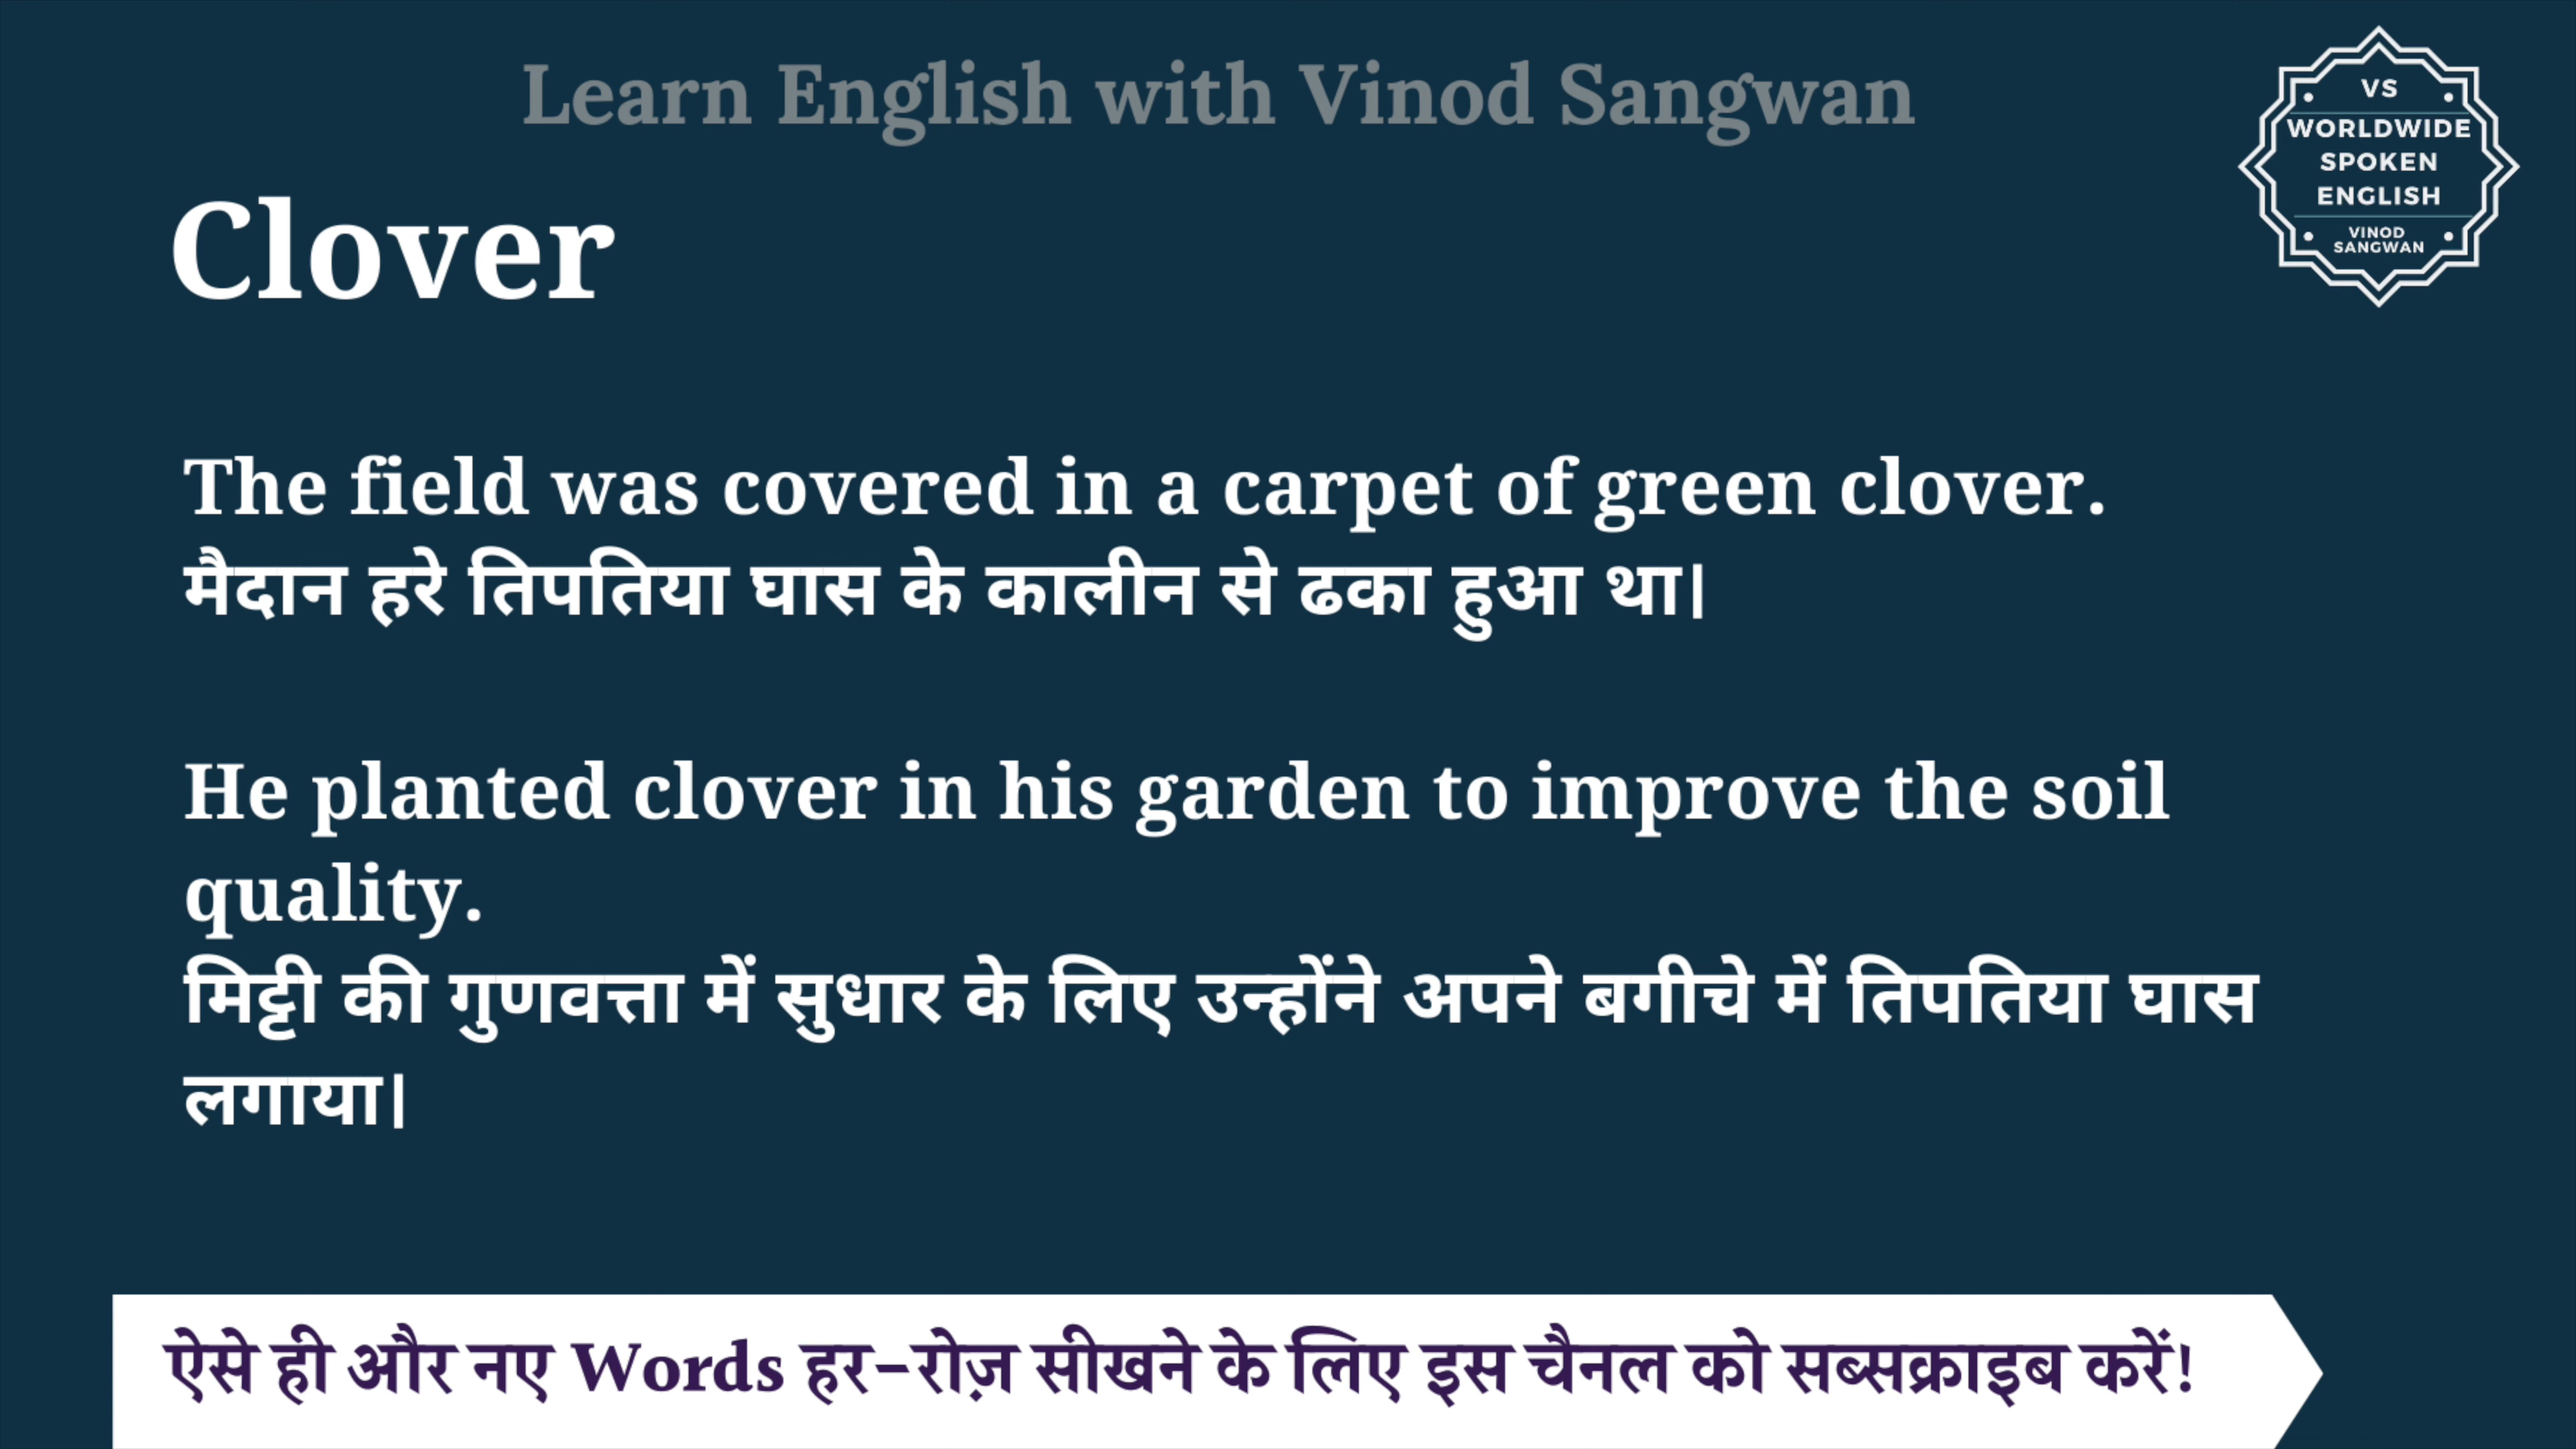 Learn English with Vinod Sangwan
VS
WORLDWIDE
SPOKEN
ENGLISH
VINOD
SANGWAN
Clover
The field was covered in a carpet of green clover.
मैदान हरे तिपतिया घास के कालीन से ढका हुआ था|
He planted clover in his garden to improve the soil
quality.
मिट्टी की गुणवत्ता में सुधार के लिए उन्होंने अपने बगीचे में तिपतिया घास
लगाया|
ऐसे ही और नए Words हर-रोज़ सीखने के लिए इस चैनल को सब्सक्राइब करें!